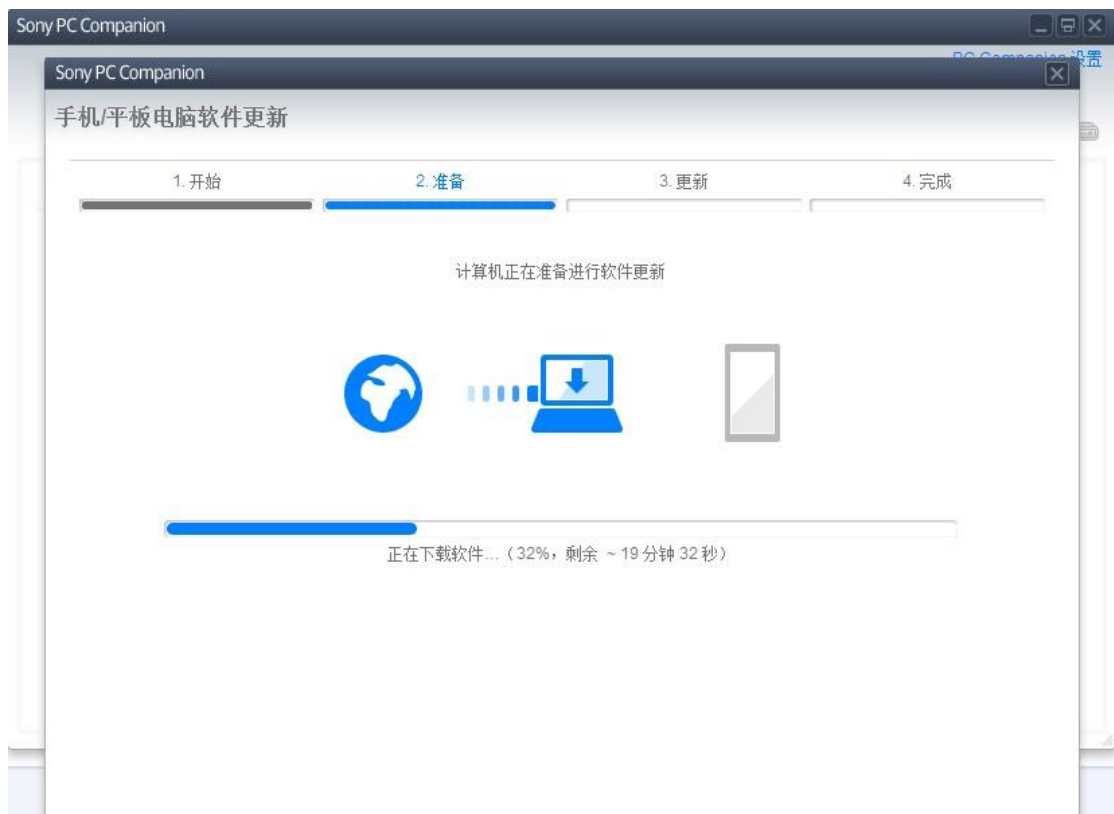 Sony PC Companion
PC Companion 设置
Sony PC Companion
手机/平板电脑软件更新
1. 开始
2. 准备
3. 更新
4. 完成
计算机正在准备进行软件更新
正在下载软件...（32%，剩余 ~ 19 分钟 32 秒）